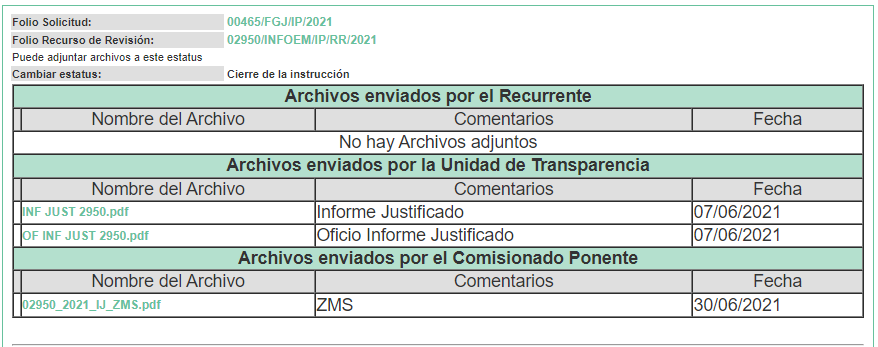 Folio Solicitud: 00465/FGJ/IP/2021
Folio Recurso de Revisión: 02950/INFOEM/IP/RR/2021
Puede adjuntar archivos a este estatus
Cambiar estatus: Cierre de la instrucción
Archivos enviados por el Recurrente
Nombre del Archivo Comentarios Fecha
No hay Archivos adjuntos
Archivos enviados por la Unidad de Transparencia
Nombre del Archivo Comentarios Fecha
INF JUST 2950.pdf Informe Justificado 07/06/2021
OF INF JUST 2950.pdf Oficio Informe Justificado 07/06/2021
Archivos enviados por el Comisionado Ponente
Nombre del Archivo Comentarios Fecha
02950_2021_IJ_ZMS.pdf ZMS 30/06/2021